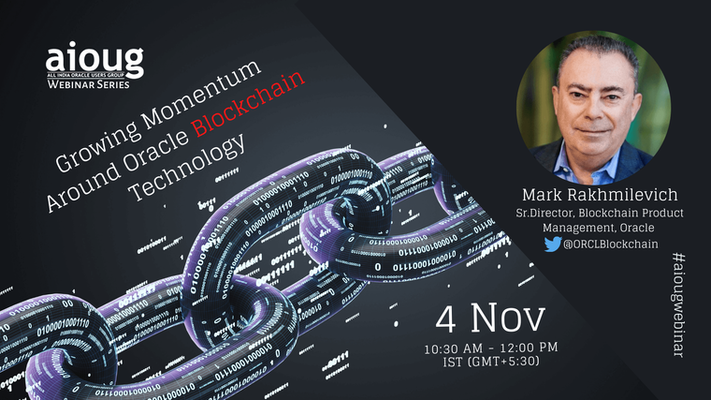 aioug
ALL INDIA ORACLE USERS GROUP
WEBINAR SERIES
Growing Momentum
Around Oracle Blockchain
Technology
Mark Rakhmilevich
Sr.Director, Blockchain Product
Management, Oracle
@ORCLBlockchain
4 Nov
10:30 AM - 12:00 PM
IST (GMT+5:30)
#aiougwebinar